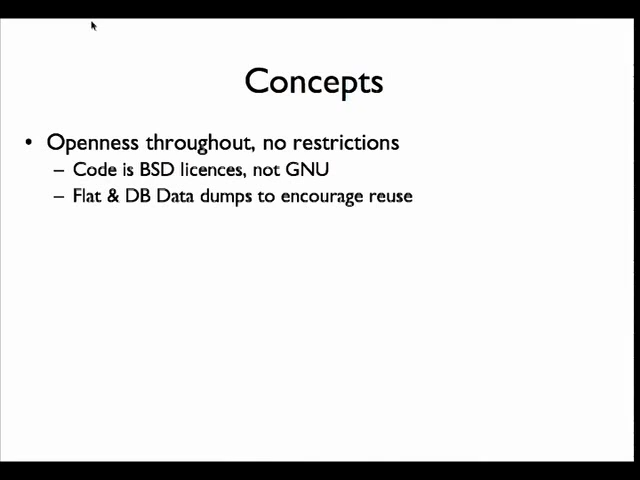 Concepts
• Openness throughout, no restrictions
– Code is BSD licences, not GNU
– Flat & DB Data dumps to encourage reuse